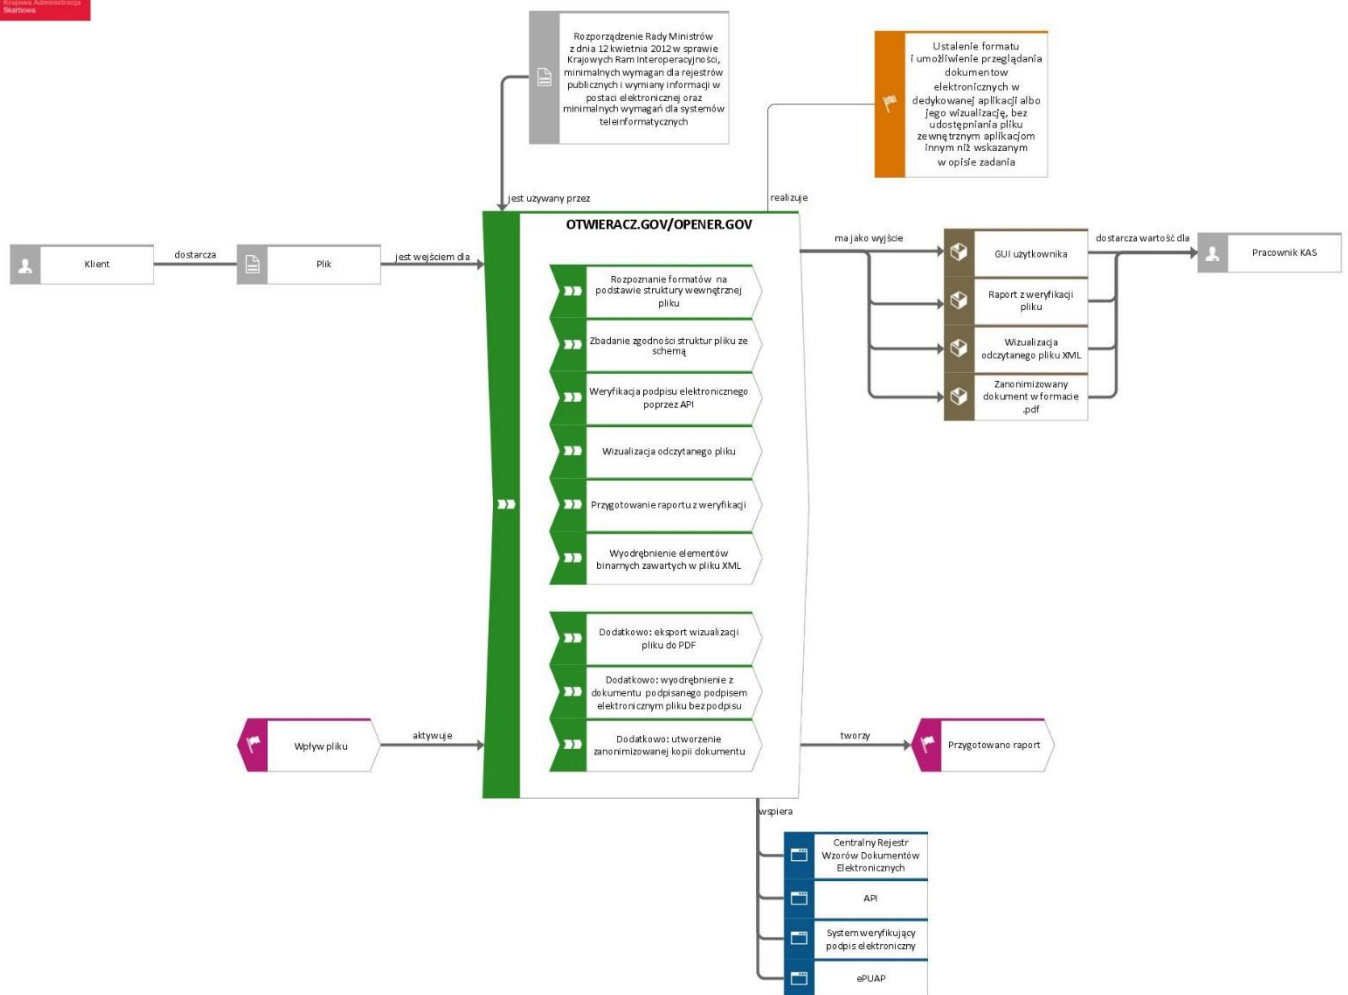 Krajowa Administracja
Skarbowa
Rozporządzenie Rady Ministrów
z dnia 12 kwietnia 2012 w sprawie
Krajowych Ram Interoperacyjności,
minimalnych wymagan dla rejestrów
publicznych i wymiany informacji w
postaci elektronicznej oraz
minimalnych wymagań dla systemów
teleinformatycznych
Ustalenie formatu
i umożliwienie przeglądania
dokumentow
elektronicznych w
dedykowanej aplikacji albo
jego wizualizację, bez
udostępniania pliku
zewnętrznym aplikacjom
innym niż wskazanym
w opisie zadania
jest używany przez
realizuje
OTWIERACZ.GOV/OPENER.GOV
Klient
dostarcza
Plik
jest wejściem dla
ma jako wyjście
GUI użytkownika
dostarcza wartość dla
Pracownik KAS
Raport z weryfikacji
pliku
Wizualizacja
odczytanego pliku XML
Zanonimizowany
dokument w formacie
.pdf
Rozpoznanie formatów na
podstawie struktury wewnętrznej
pliku
Zbadanie zgodności struktur pliku ze
schemą
Weryfikacja podpisu elektronicznego
poprzez API
Wizualizacja odczytanego pliku
Przygotowanie raportu z weryfikacji
Wyodrębnienie elementów
binarnych zawartych w pliku XML
Dodatkowo: eksport wizualizacji
pliku do PDF
Dodatkowo: wyodrębnienie z
dokumentu podpisanego podpisem
elektronicznym pliku bez podpisu
Dodatkowo: utworzenie
zanonimizowanej kopii dokumentu
Wpływ pliku
aktywuje
tworzy
Przygotowano raport
wspiera
Centralny Rejestr
Wzorów Dokumentów
Elektronicznych
API
System weryfikujący
podpis elektroniczny
ePUAP